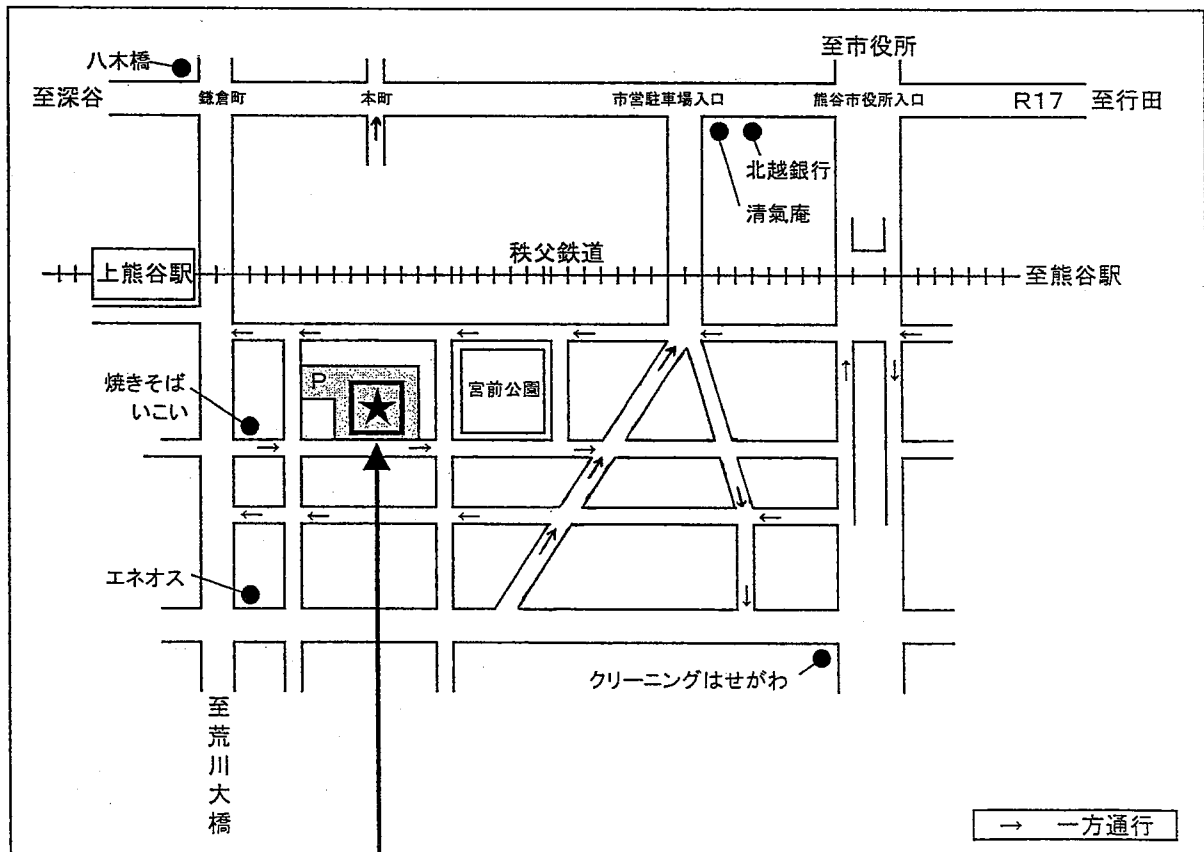 至市役所
八木橋
至深谷
鎌倉町
本町
市営駐車場入口
熊谷市役所入口
R17
至行田
北越銀行
清氣庵
秩父鉄道
上熊谷駅
至熊谷駅
焼きそば
いこい
P
宮前公園
エネオス
クリーニングはせがわ
至荒川大橋
→ 一方通行